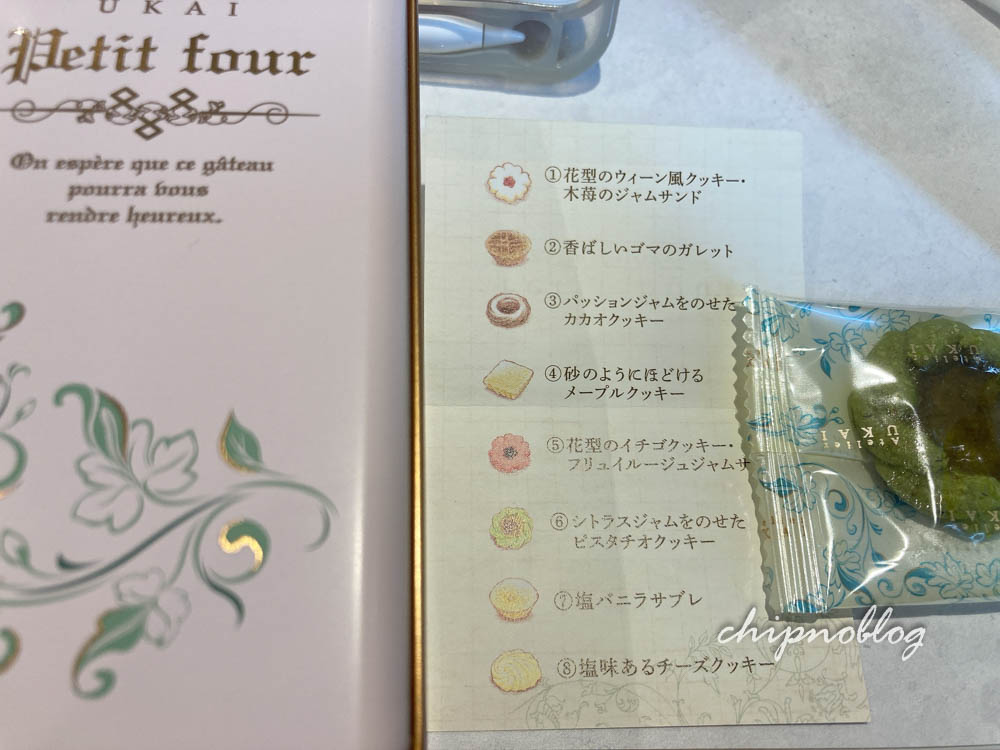 UKAI
Petit four
On espère que ce gâteau
pourra vous
rendre heureux.
①花型のウィーン風クッキー・
木苺のジャムサンド
②香ばしいゴマのガレット
③パッションジャムをのせた
カカオクッキー
④砂のようにほどける
メープルクッキー
⑤花型のイチゴクッキー・
フリュイルージュジャムサ
⑥シトラスジャムをのせた
ピスタチオクッキー
⑦塩バニラサブレ
⑧塩味あるチーズクッキー
Atelier
UKAI
Atelier
UKAI
chipnoblog